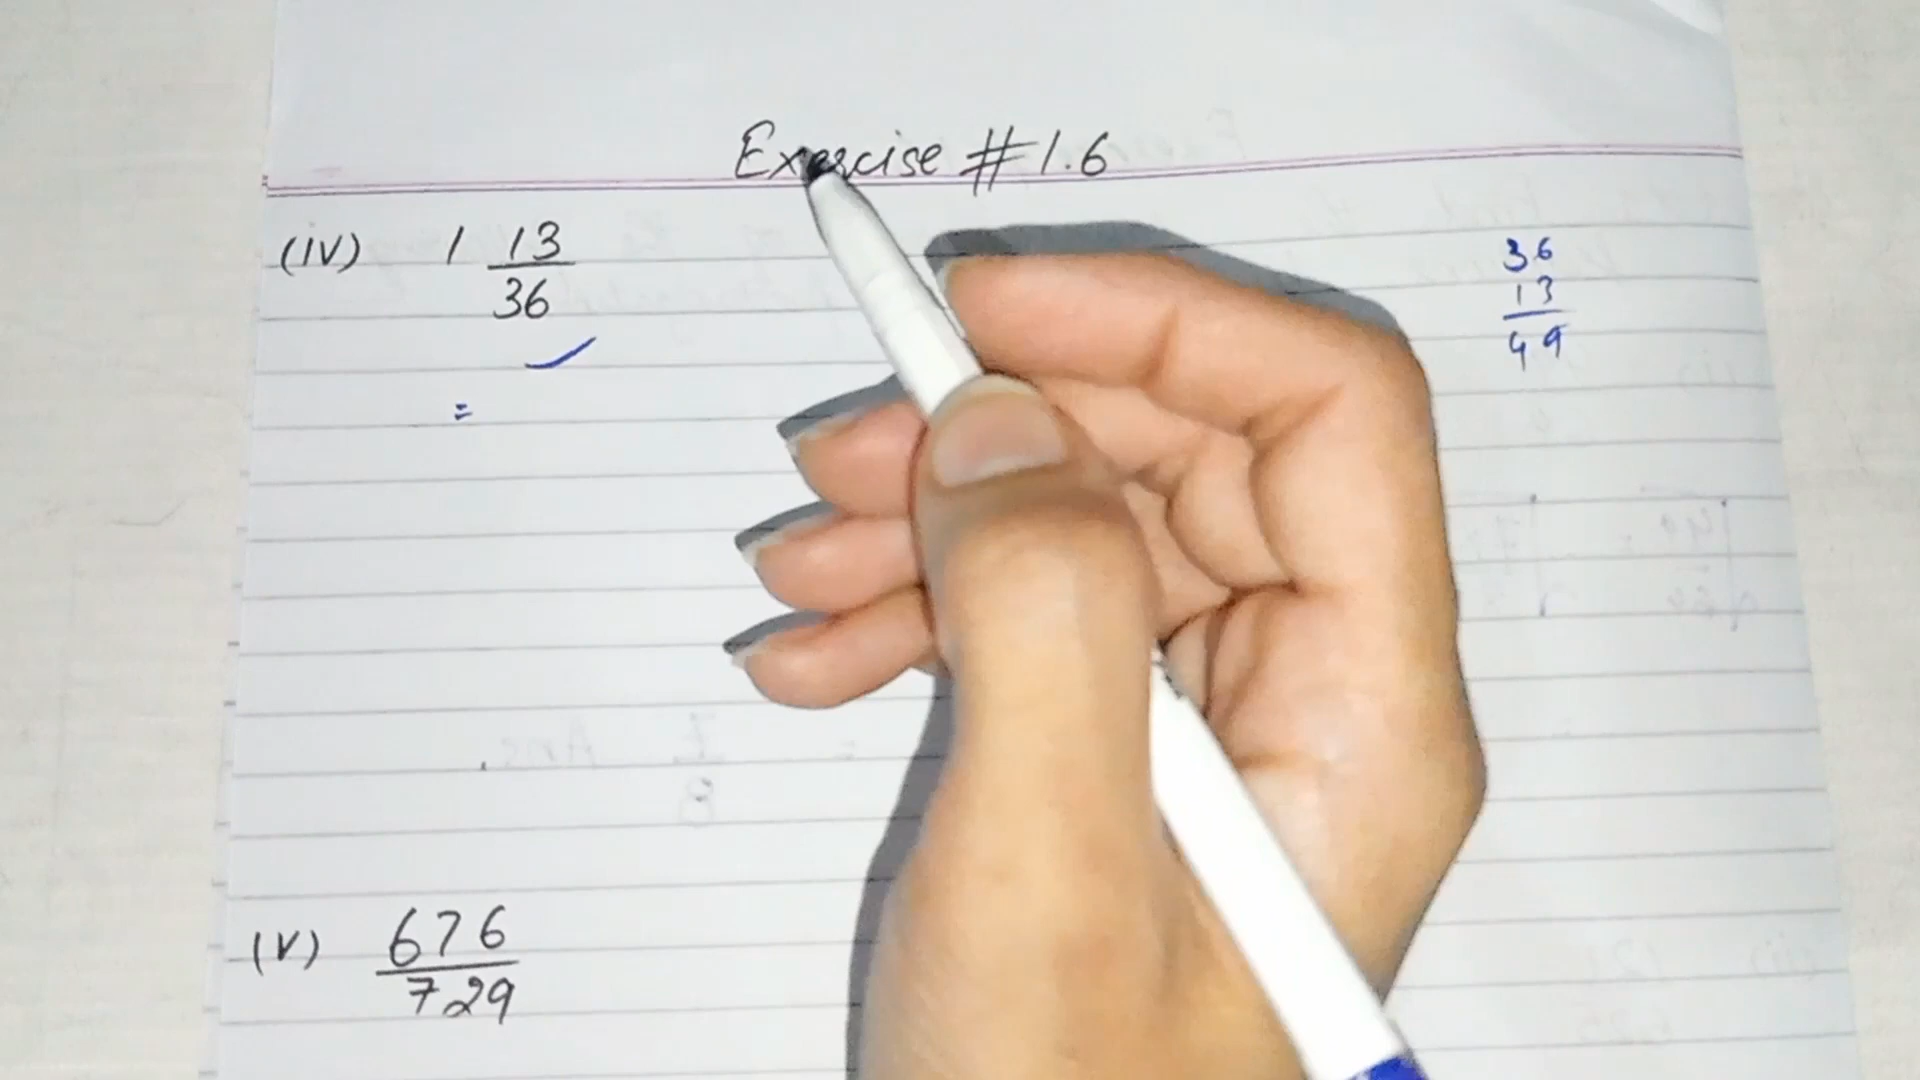 Exercise # 1.6
(iv) 1 13/36
=
36
13
49
(v) 676/729